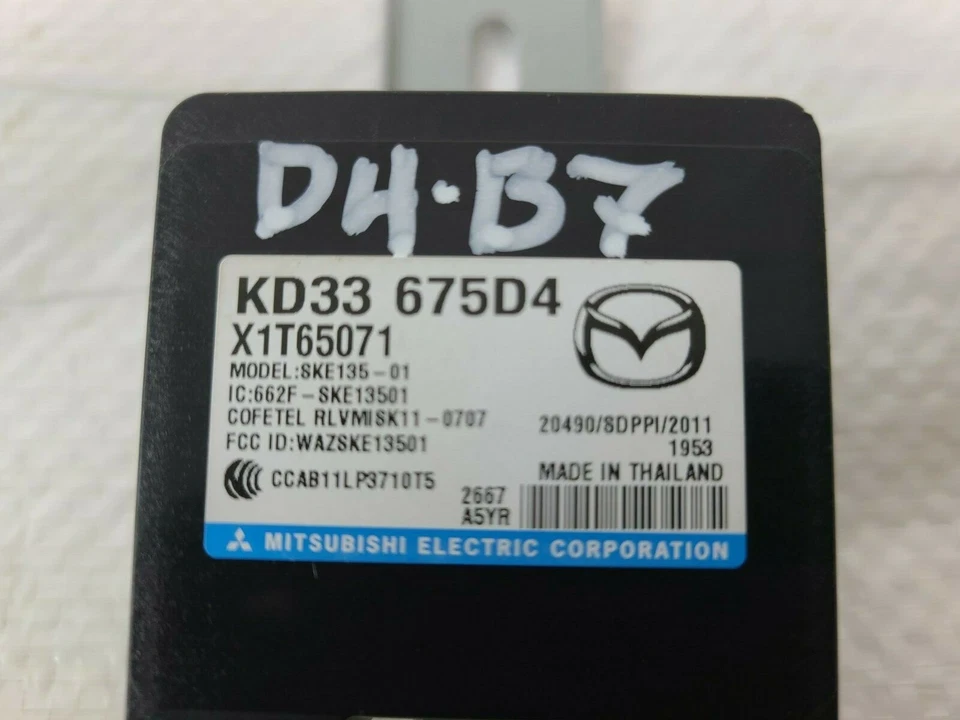 D4·B7
KD33 675D4
X1T65071
MODEL:SKE135-01
IC:662F-SKE13501
COFETEL RLVMISK11-0707
FCC ID:WAZSKE13501
CCAB11LP3710T5
20490/SDPPI/2011
1953
MADE IN THAILAND
2667
A5YR
MITSUBISHI ELECTRIC CORPORATION